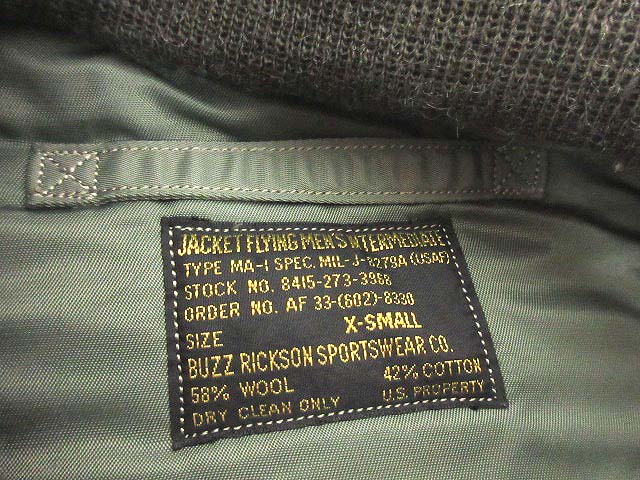 JACKET FLYING MEN'S INTERMEDIATE
TYPE MA-1 SPEC. MIL-J-8279A (USAF)
STOCK NO. 8415-273-3968
ORDER NO. AF 33-(602)-8330
SIZE X-SMALL
BUZZ RICKSON SPORTSWEAR CO.
58% WOOL 42% COTTON
DRY CLEAN ONLY U.S. PROPERTY